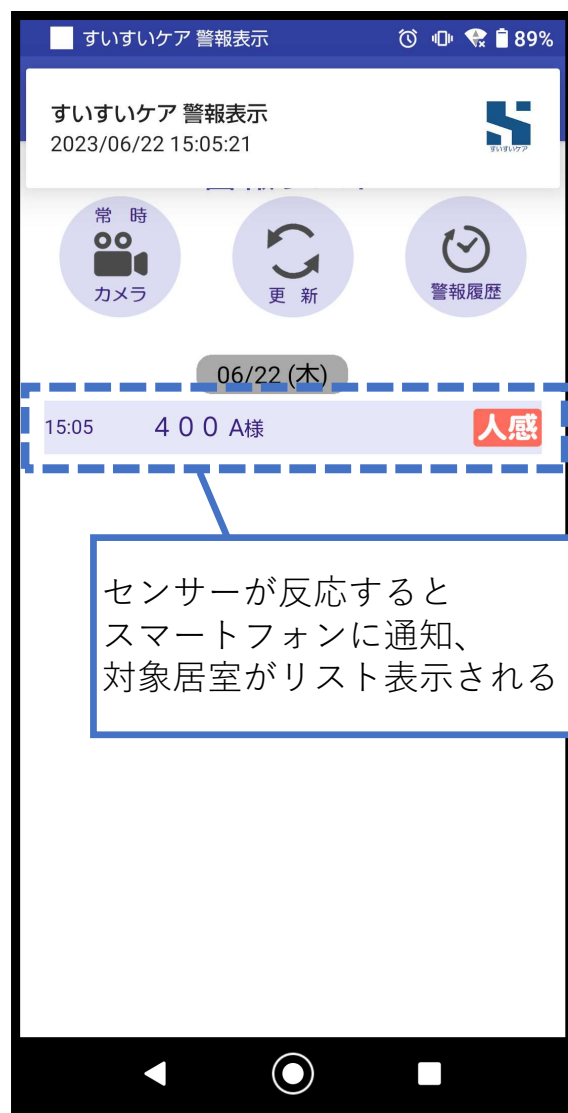 すいすいケア 警報表示
89%
すいすいケア 警報表示
2023/06/22 15:05:21
すいすいケア
常 時
カメラ
更 新
警報履歴
06/22 (木)
15:05 ４００ A様 人感
センサーが反応すると
スマートフォンに通知、
対象居室がリスト表示される